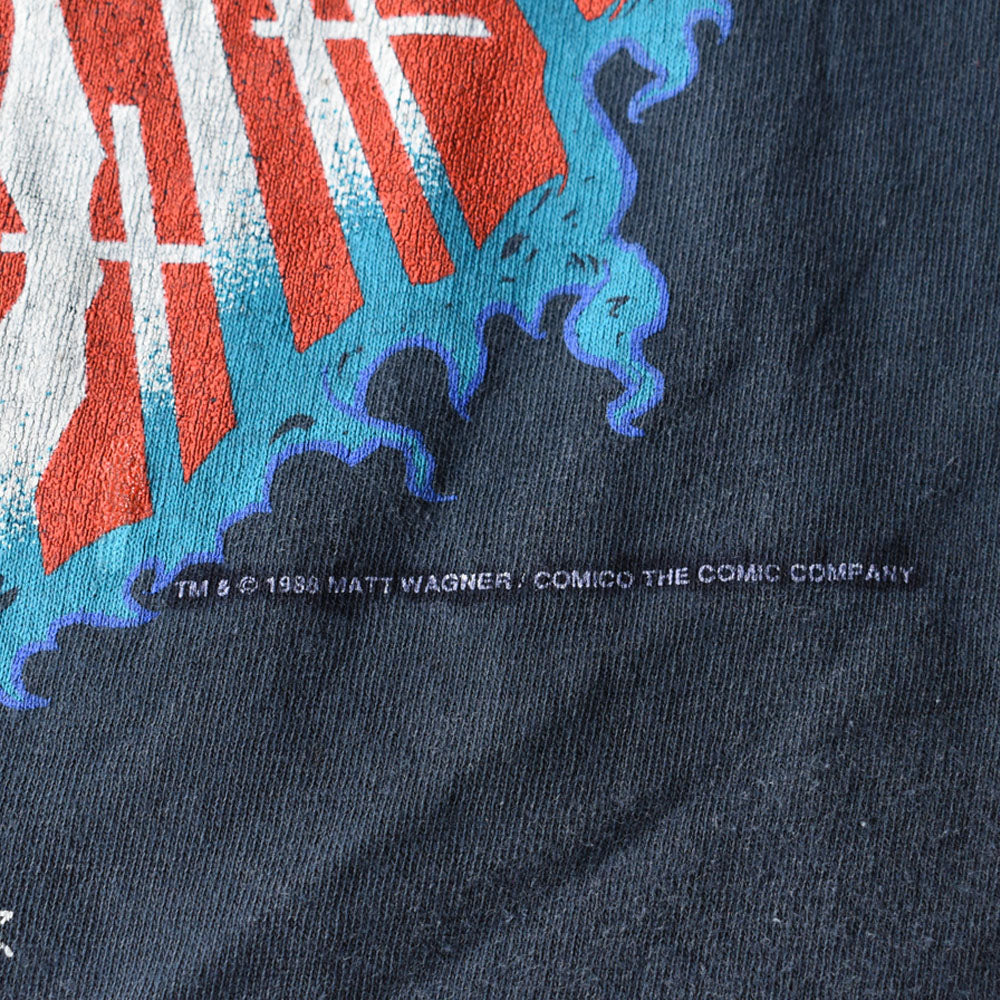 TM & © 1988 MATT WAGNER / COMICO THE COMIC COMPANY